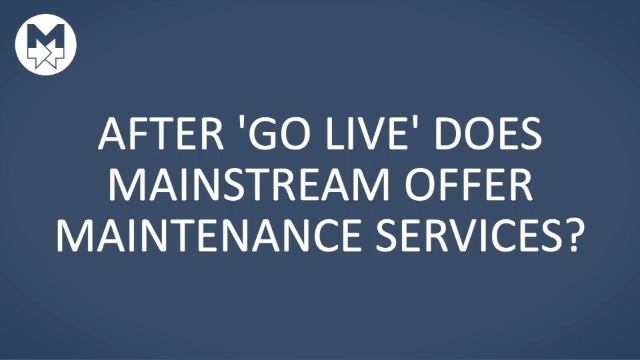 M
AFTER 'GO LIVE' DOES
MAINSTREAM OFFER
MAINTENANCE SERVICES?